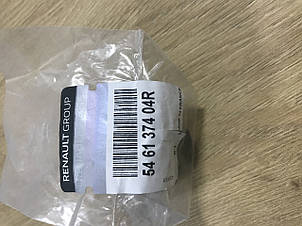 RENAULT GROUP
54 61 374 04R